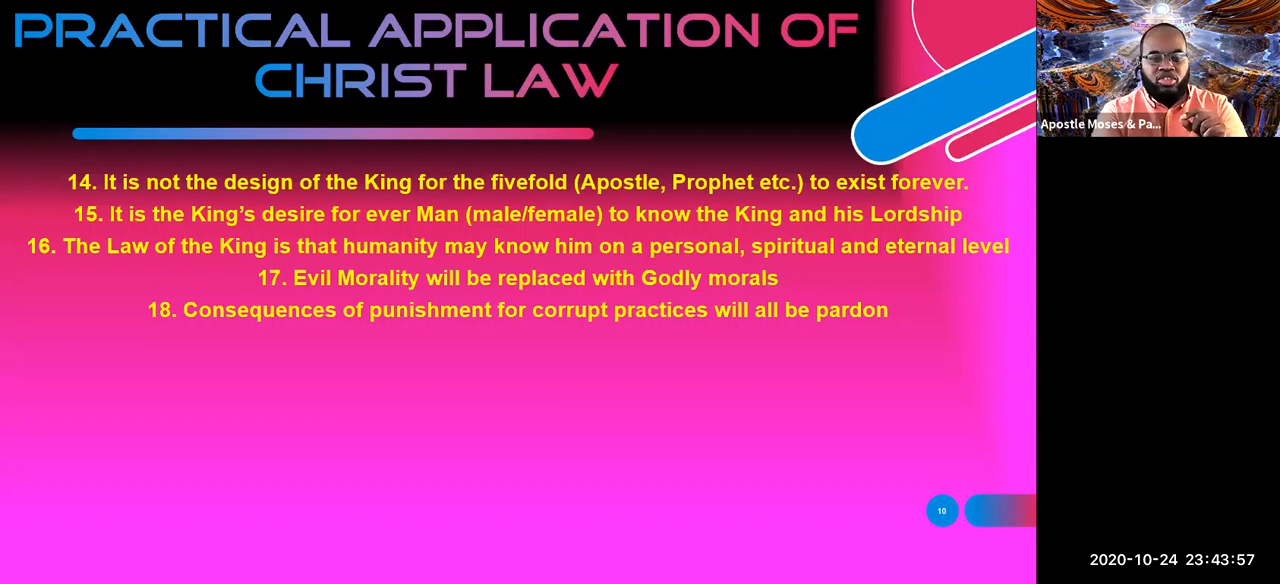 PRACTICAL APPLICATION OF
CHRIST LAW
14. It is not the design of the King for the fivefold (Apostle, Prophet etc.) to exist forever.
15. It is the King’s desire for ever Man (male/female) to know the King and his Lordship
16. The Law of the King is that humanity may know him on a personal, spiritual and eternal level
17. Evil Morality will be replaced with Godly morals
18. Consequences of punishment for corrupt practices will all be pardon
10
Apostle Moses & Pa...
2020-10-24 23:43:57